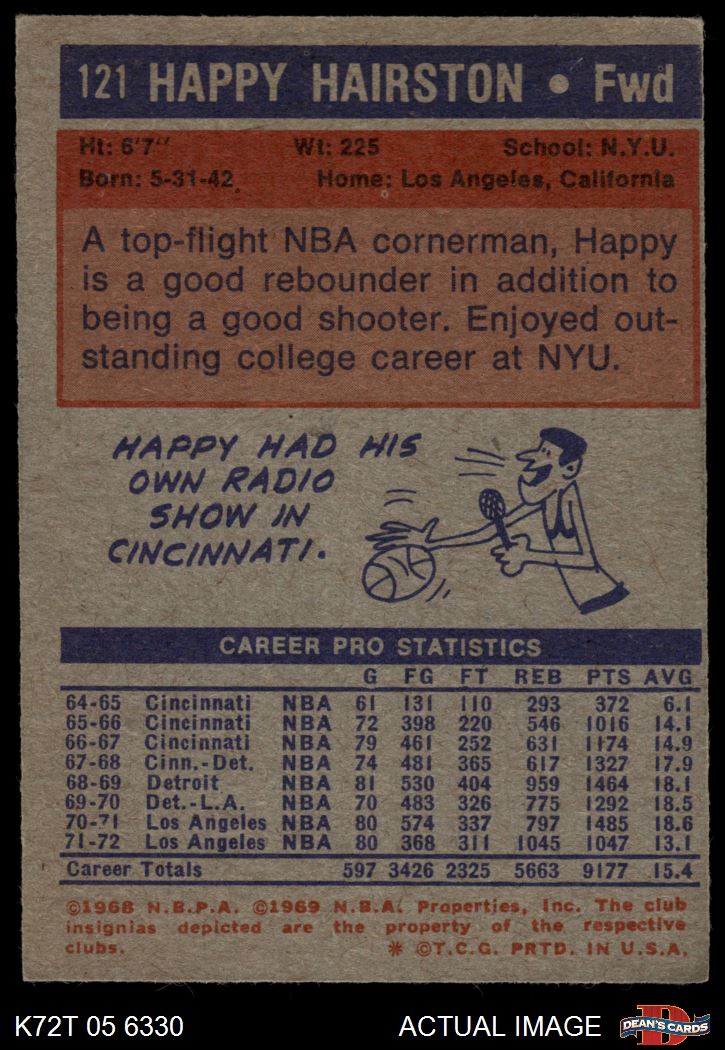 121 HAPPY HAIRSTON • Fwd
Ht: 6'7" Wt: 225 School: N.Y.U.
Born: 5-31-42 Home: Los Angeles, California
A top-flight NBA cornerman, Happy
is a good rebounder in addition to
being a good shooter. Enjoyed out-
standing college career at NYU.
HAPPY HAD HIS
OWN RADIO
SHOW IN
CINCINNATI.
CAREER PRO STATISTICS
G FG FT REB PTS AVG
64-65 Cincinnati NBA 61 131 110 293 372 6.1
65-66 Cincinnati NBA 72 398 220 546 1016 14.1
66-67 Cincinnati NBA 79 461 252 631 1174 14.9
67-68 Cinn.-Det. NBA 74 481 365 617 1327 17.9
68-69 Detroit NBA 81 530 404 959 1464 18.1
69-70 Det.-L.A. NBA 70 483 326 775 1292 18.5
70-71 Los Angeles NBA 80 574 337 797 1485 18.6
71-72 Los Angeles NBA 80 368 311 1045 1047 13.1
Career Totals 597 3426 2325 5663 9177 15.4
©1968 N.B.P.A. ©1969 N.B.A. Properties, Inc. The club
insignias depicted are the property of the respective
clubs. * ©T.C.G. PRTD. IN U.S.A.
K72T 05 6330 ACTUAL IMAGE D DEAN'S CARDS